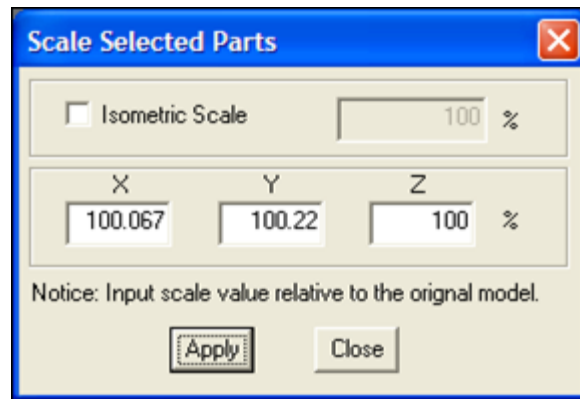 Scale Selected Parts
Isometric Scale 100 %
X Y Z
100.067 100.22 100 %
Notice: Input scale value relative to the orignal model.
Apply Close